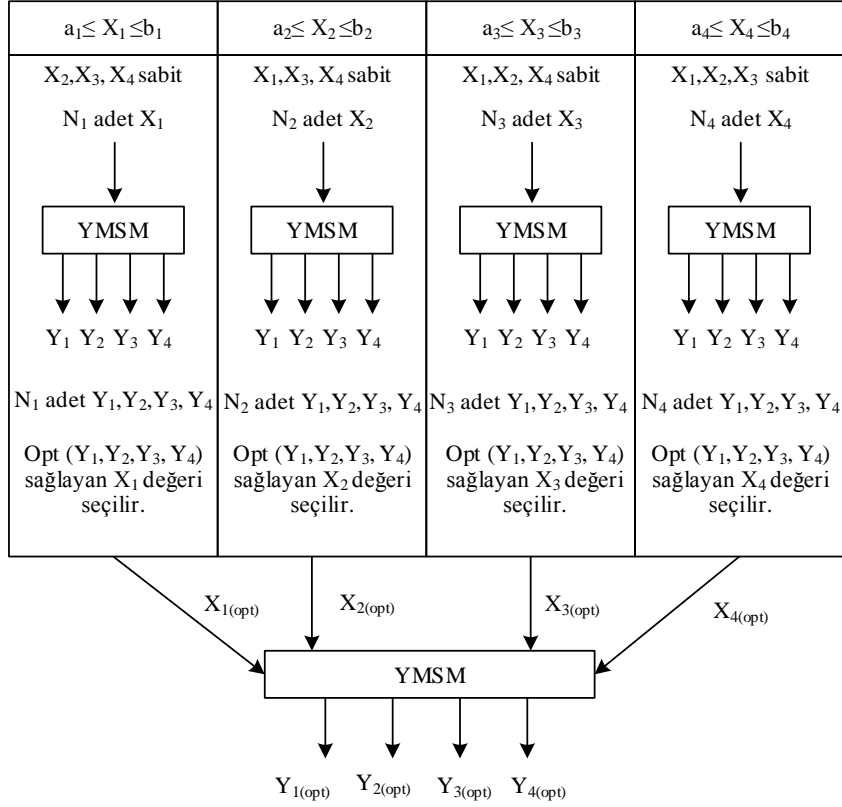 a₁≤ X₁ ≤b₁
a₂≤ X₂ ≤b₂
a₃≤ X₃ ≤b₃
a₄≤ X₄ ≤b₄
X₂,X₃, X₄ sabit
N₁ adet X₁
YMSM
Y₁ Y₂ Y₃ Y₄
N₁ adet Y₁,Y₂,Y₃, Y₄
Opt (Y₁,Y₂,Y₃, Y₄)
sağlayan X₁ değeri
seçilir.
X₁,X₃, X₄ sabit
N₂ adet X₂
YMSM
Y₁ Y₂ Y₃ Y₄
N₂ adet Y₁,Y₂,Y₃, Y₄
Opt (Y₁,Y₂,Y₃, Y₄)
sağlayan X₂ değeri
seçilir.
X₁,X₂, X₄ sabit
N₃ adet X₃
YMSM
Y₁ Y₂ Y₃ Y₄
N₃ adet Y₁,Y₂,Y₃, Y₄
Opt (Y₁,Y₂,Y₃, Y₄)
sağlayan X₃ değeri
seçilir.
X₁,X₂,X₃ sabit
N₄ adet X₄
YMSM
Y₁ Y₂ Y₃ Y₄
N₄ adet Y₁,Y₂,Y₃, Y₄
Opt (Y₁,Y₂,Y₃, Y₄)
sağlayan X₄ değeri
seçilir.
X₁₍opt₎
X₂₍opt₎
X₃₍opt₎
X₄₍opt₎
YMSM
Y₁₍opt₎ Y₂₍opt₎ Y₃₍opt₎ Y₄₍opt₎